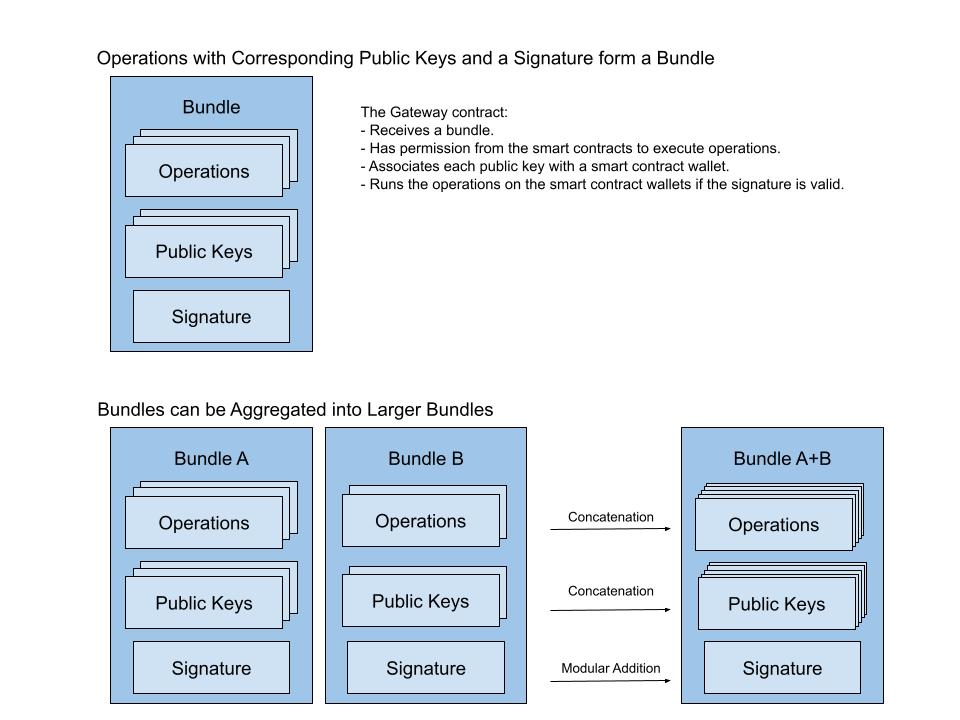 Operations with Corresponding Public Keys and a Signature form a Bundle
Bundle
Operations
Public Keys
Signature
The Gateway contract:
- Receives a bundle.
- Has permission from the smart contracts to execute operations.
- Associates each public key with a smart contract wallet.
- Runs the operations on the smart contract wallets if the signature is valid.
Bundles can be Aggregated into Larger Bundles
Bundle A
Operations
Public Keys
Signature
Bundle B
Operations
Public Keys
Signature
Concatenation
Concatenation
Modular Addition
Bundle A+B
Operations
Public Keys
Signature